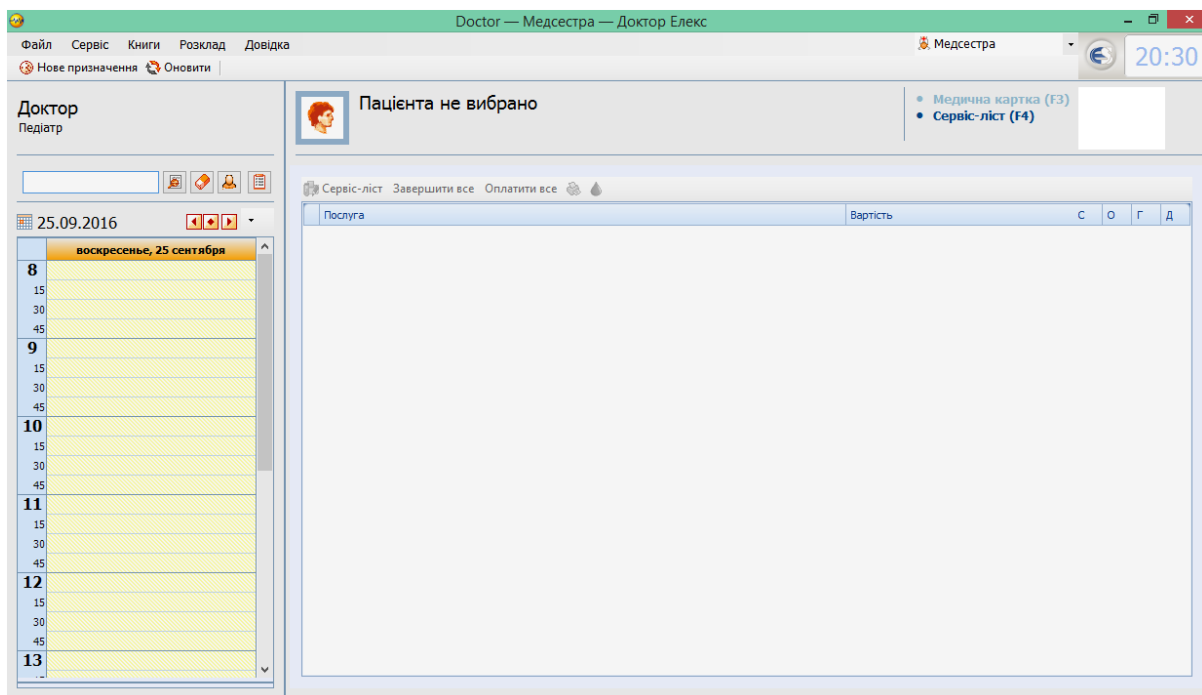 Doctor — Медсестра — Доктор Елекс
Файл Сервіс Книги Розклад Довідка
Медсестра
20:30
Нове призначення Оновити
Доктор
Педіатр
Пацієнта не вибрано
Медична картка (F3)
Сервіс-ліст (F4)
Сервіс-ліст Завершити все Оплатити все
Послуга Вартість С О Г Д
25.09.2016
воскресенье, 25 сентября
8
15
30
45
9
15
30
45
10
15
30
45
11
15
30
45
12
15
30
45
13